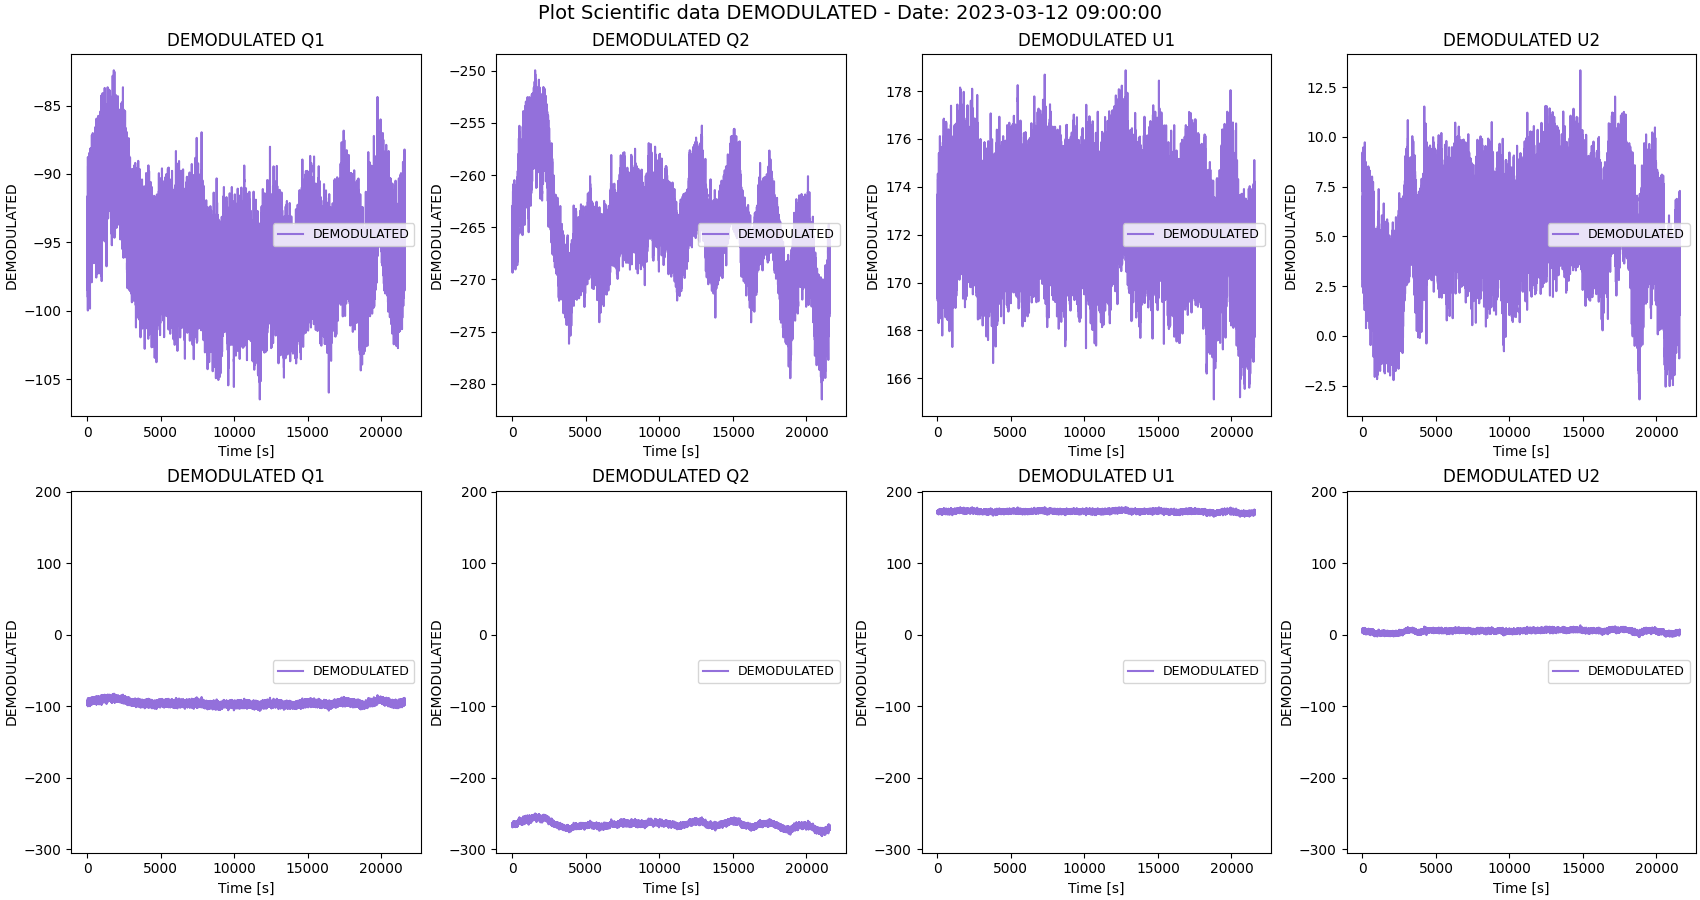 Plot Scientific data DEMODULATED - Date: 2023-03-12 09:00:00
DEMODULATED Q1
DEMODULATED
−85
−90
−95
−100
−105
DEMODULATED
0 5000 10000 15000 20000
Time [s]
DEMODULATED Q2
DEMODULATED
−250
−255
−260
−265
−270
−275
−280
DEMODULATED
0 5000 10000 15000 20000
Time [s]
DEMODULATED U1
DEMODULATED
178
176
174
172
170
168
166
DEMODULATED
0 5000 10000 15000 20000
Time [s]
DEMODULATED U2
DEMODULATED
12.5
10.0
7.5
5.0
2.5
0.0
−2.5
DEMODULATED
0 5000 10000 15000 20000
Time [s]
DEMODULATED Q1
DEMODULATED
200
100
0
−100
−200
−300
DEMODULATED
0 5000 10000 15000 20000
Time [s]
DEMODULATED Q2
DEMODULATED
200
100
0
−100
−200
−300
DEMODULATED
0 5000 10000 15000 20000
Time [s]
DEMODULATED U1
DEMODULATED
200
100
0
−100
−200
−300
DEMODULATED
0 5000 10000 15000 20000
Time [s]
DEMODULATED U2
DEMODULATED
200
100
0
−100
−200
−300
DEMODULATED
0 5000 10000 15000 20000
Time [s]